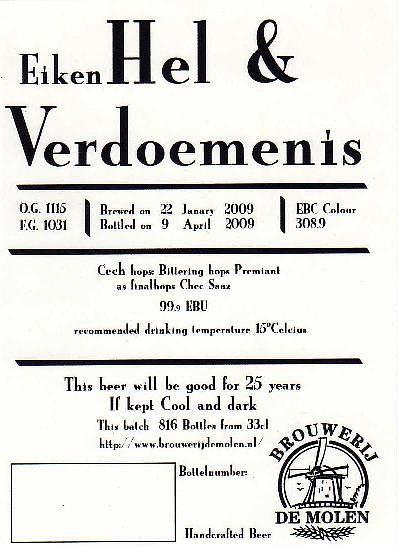 Eiken Hel &
Verdoemenis
O.G. 1115
F.G. 1031
Brewed on 22 Janary 2009
Bottled on 9 April 2009
EBC Colour
308.9
Cech hops: Bittering hops Premiant
as finalhops Chec Sanz
99.9 EBU
recommended drinking temperature 15°Celcius
This beer will be good for 25 years
If kept Cool and dark
This batch 816 Bottles from 33cl
http://www.brouwerijdemolen.nl/
Bottelnumber:
Handcrafted Beer
BROUWERIJ
DE MOLEN